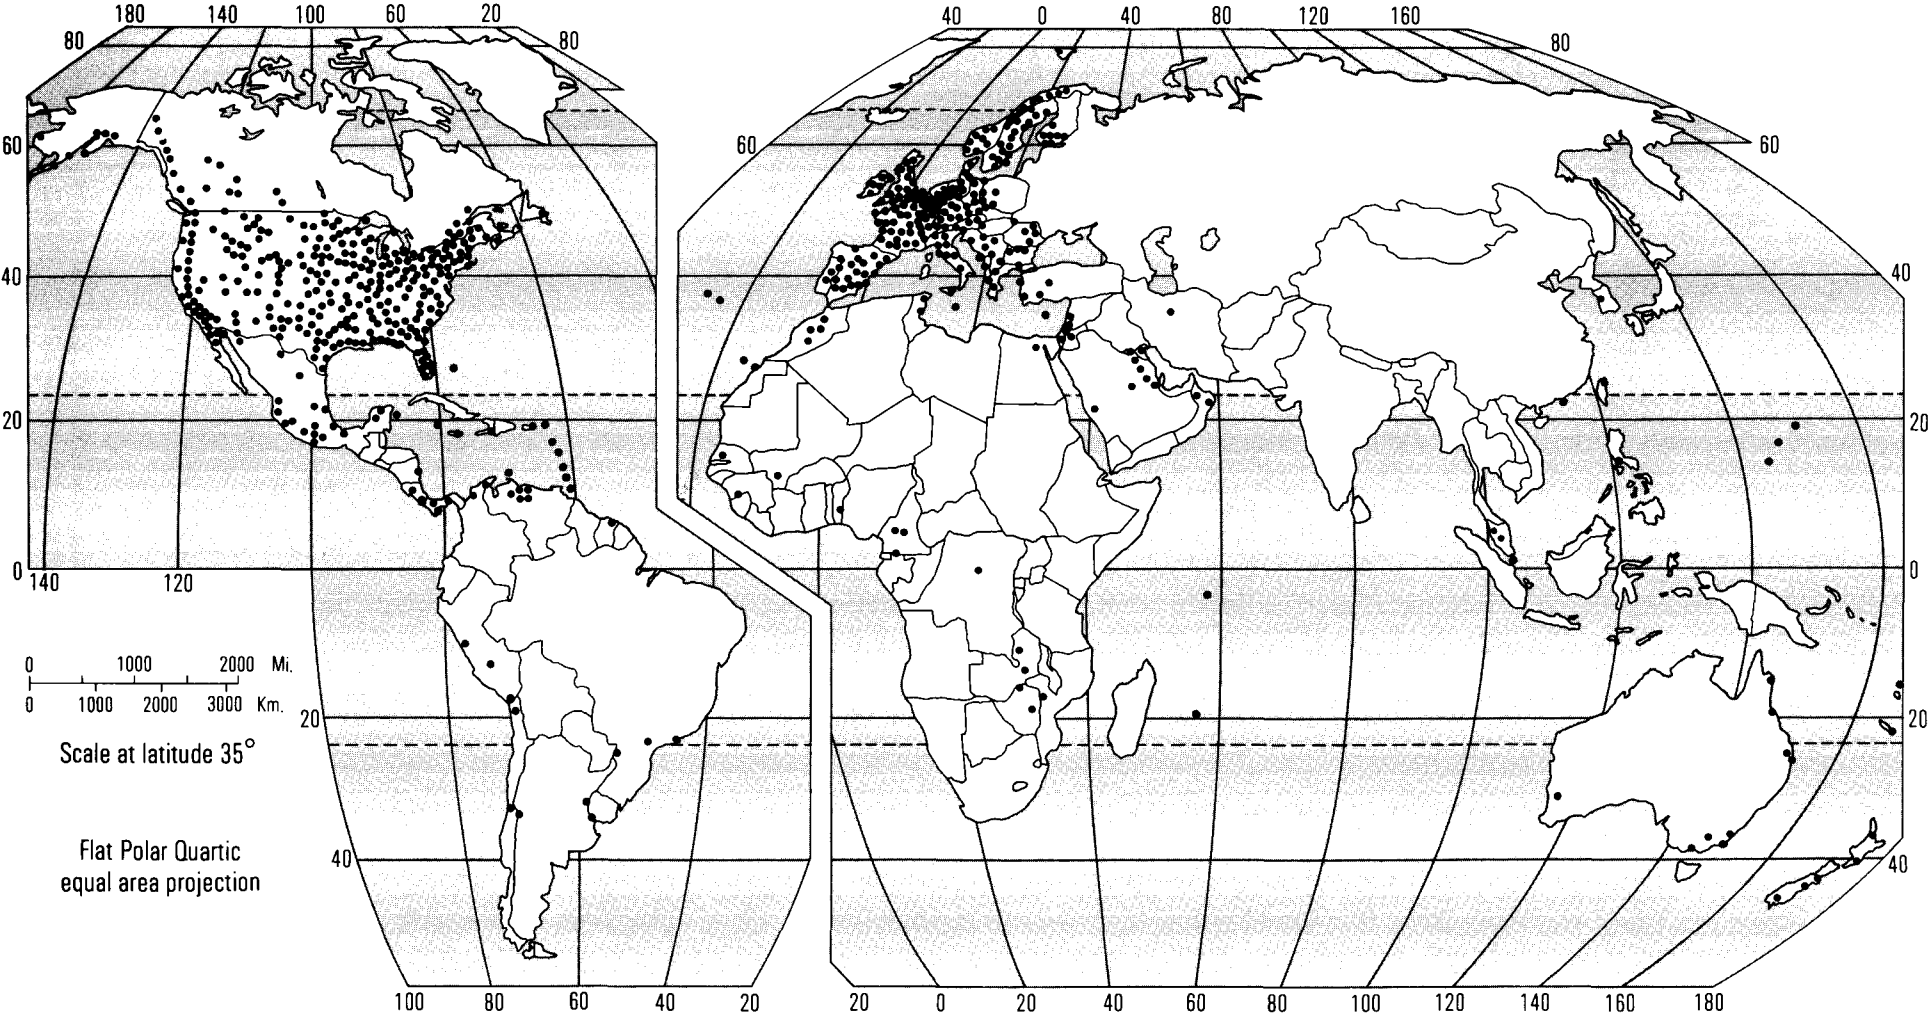 180 140 100 60 20 40 0 40 80 120 160
80 80 80
60 60 60
40 40
20 20
0 140 120 0
0 1000 2000 Mi.
0 1000 2000 3000 Km.
20 20
Scale at latitude 35°
Flat Polar Quartic
equal area projection
40 40
100 80 60 40 20 20 0 20 40 60 80 100 120 140 160 180